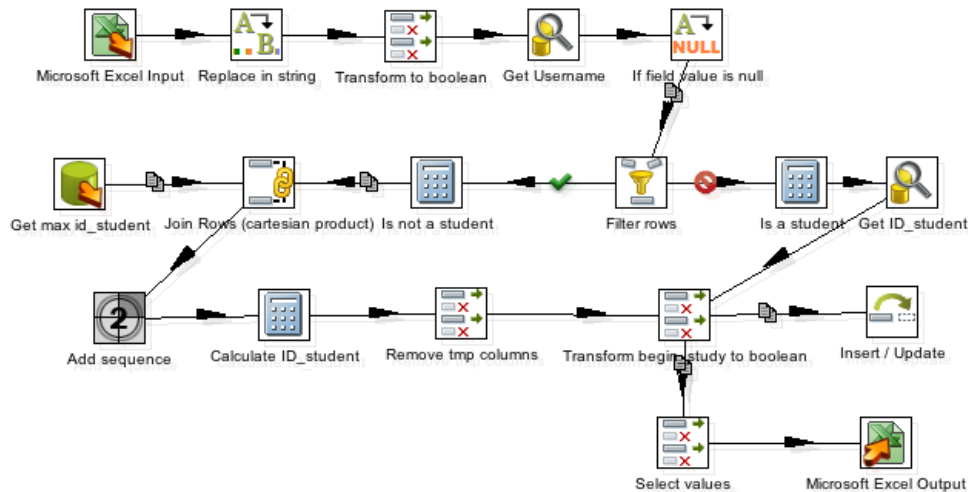 A
B
A
NULL
Microsoft Excel Input
Replace in string
Transform to boolean
Get Username
If field value is null
Get max id_student
Join Rows (cartesian product)
Is not a student
Filter rows
Is a student
Get ID_student
2
Add sequence
Calculate ID_student
Remove tmp columns
Transform begin study to boolean
Insert / Update
Select values
Microsoft Excel Output